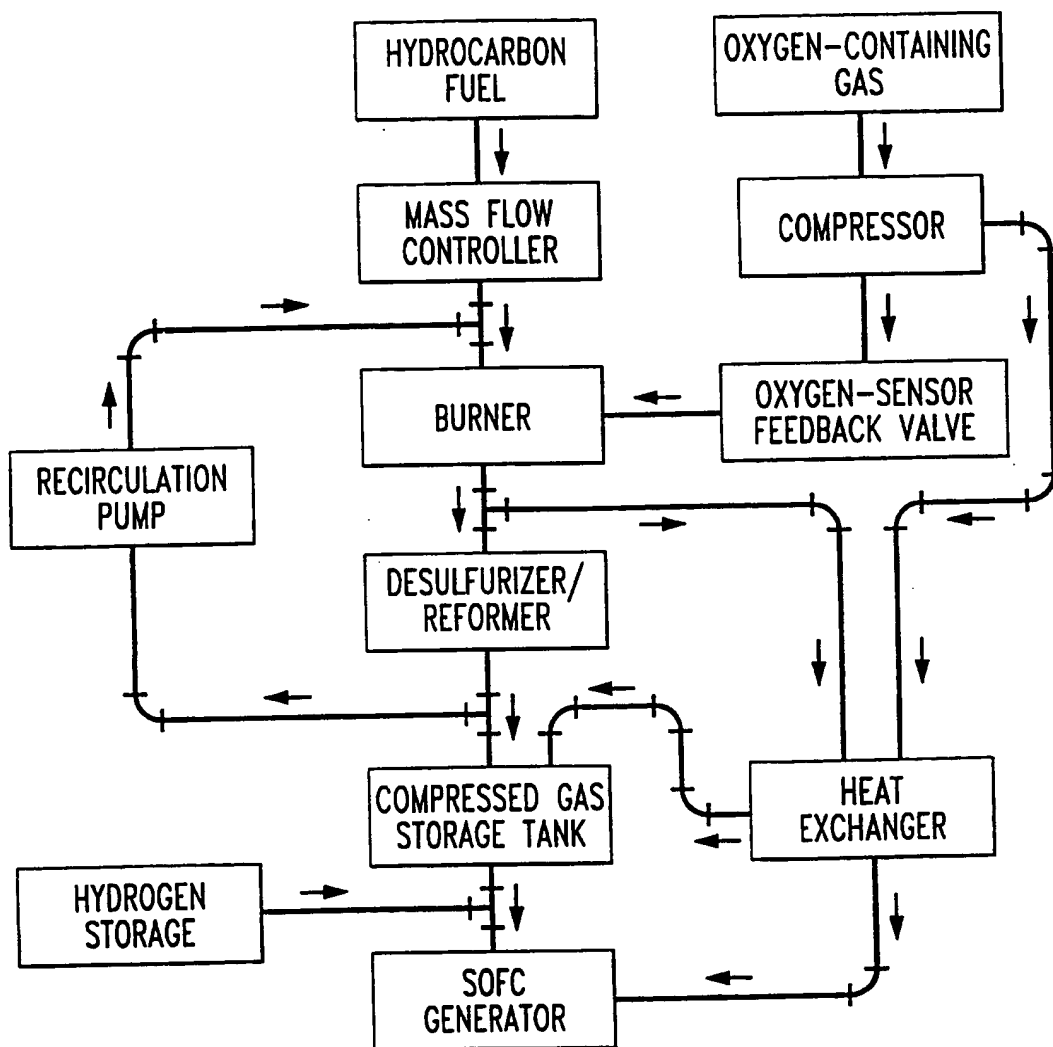 HYDROCARBON
FUEL
OXYGEN-CONTAINING
GAS
MASS FLOW
CONTROLLER
COMPRESSOR
BURNER
OXYGEN-SENSOR
FEEDBACK VALVE
RECIRCULATION
PUMP
DESULFURIZER/
REFORMER
COMPRESSED GAS
STORAGE TANK
HEAT
EXCHANGER
HYDROGEN
STORAGE
SOFC
GENERATOR